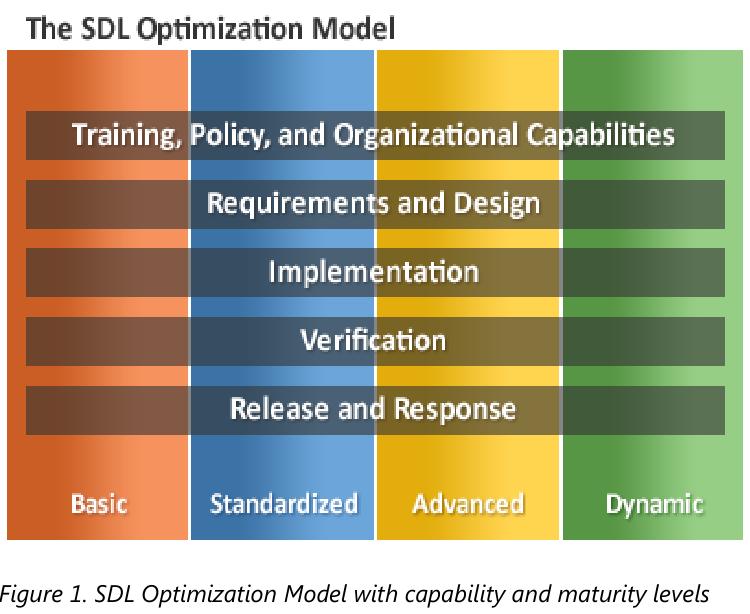 The SDL Optimization Model
Training, Policy, and Organizational Capabilities
Requirements and Design
Implementation
Verification
Release and Response
Basic Standardized Advanced Dynamic
Figure 1. SDL Optimization Model with capability and maturity levels